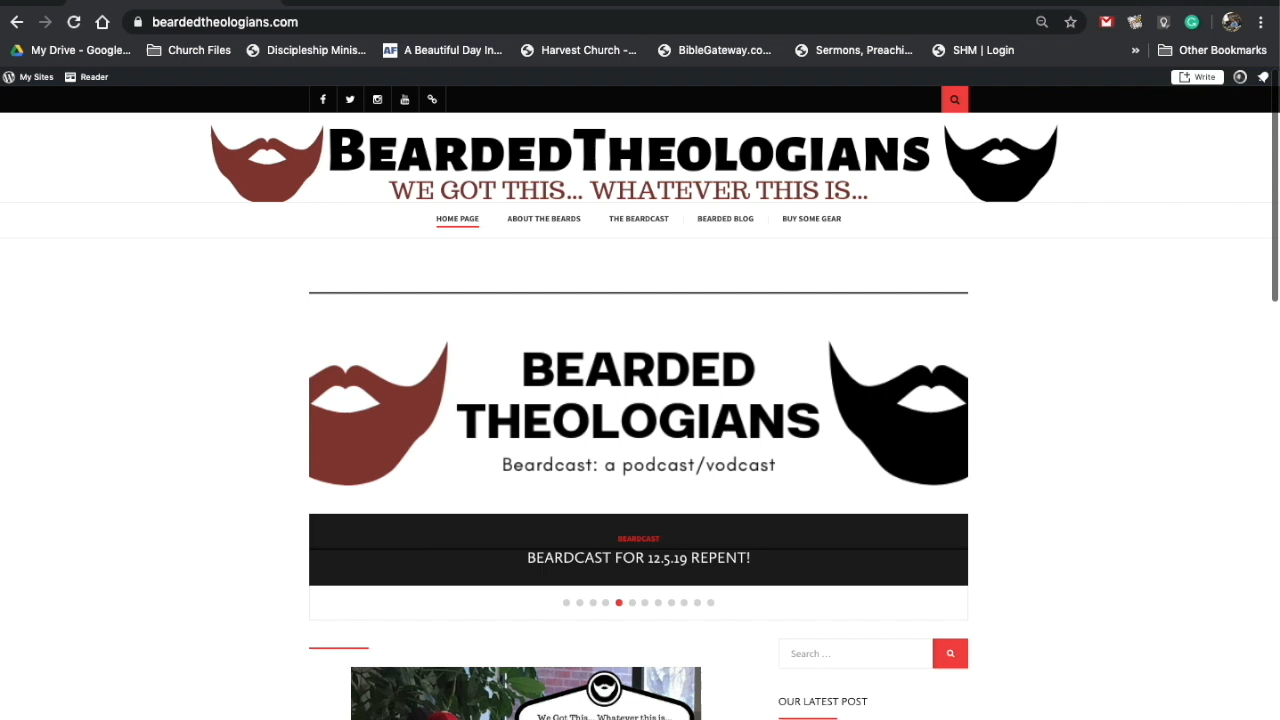 beardedtheologians.com
My Drive - Google...
Church Files
Discipleship Minis...
AF
A Beautiful Day In...
Harvest Church -...
BibleGateway.co...
Sermons, Preachi...
SHM | Login
»
Other Bookmarks
My Sites
Reader
Write
BEARDEDTHEOLOGIANS
WE GOT THIS... WHATEVER THIS IS...
HOME PAGE
ABOUT THE BEARDS
THE BEARDCAST
BEARDED BLOG
BUY SOME GEAR
BEARDED
THEOLOGIANS
Beardcast: a podcast/vodcast
BEARDCAST
BEARDCAST FOR 12.5.19 REPENT!
Search ...
OUR LATEST POST
We Got This... Whatever this is...